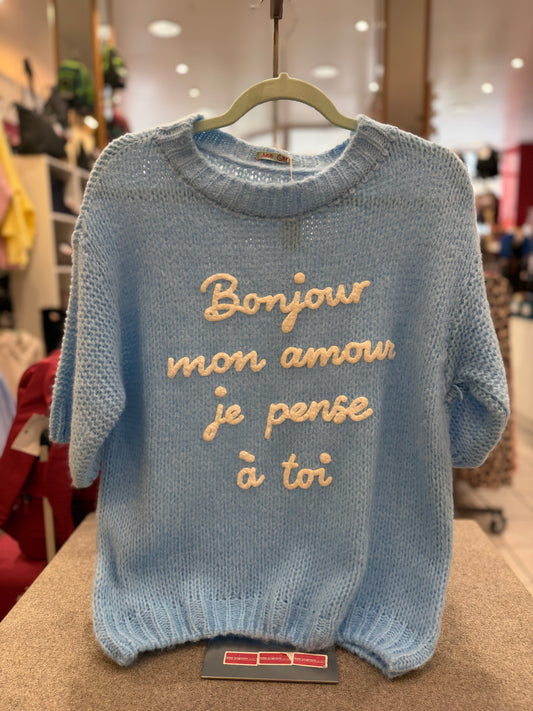 Bonjour
mon amour
je pense
à toi